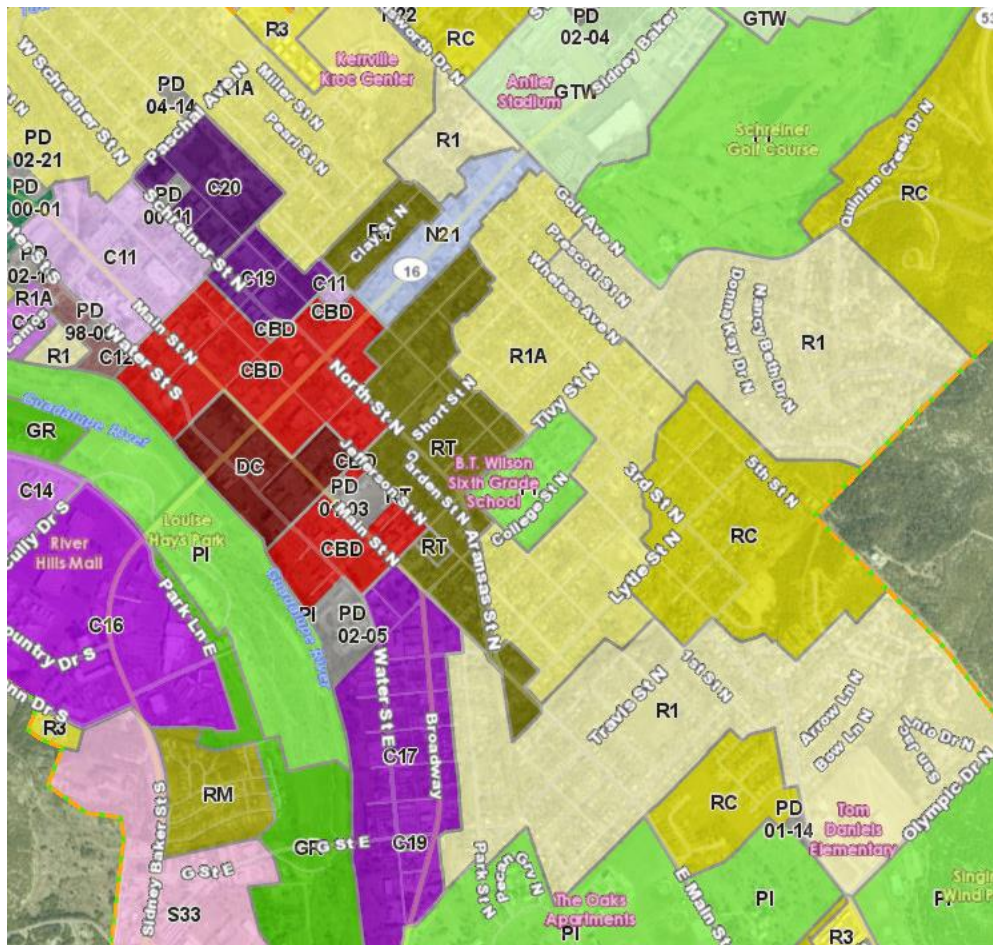 R3
RC
PD
02-04
GTW
Sidney Baker
53
W Schreiner St N
PD
04-14
Paschal Ave N
R1A
Miller St N
Pearl St N
Kerrville
Kroc Center
Antler
Stadium
GTW
Schreiner
Golf Course
Quinlan Creek Dr N
RC
PD
02-21
PD
00-01
C20
R1
Schreiner St N
C11
Clay St N
N21
16
Golf Ave N
Prescott St N
Wheless Ave N
R1A
PD
98-0
Main St N
Water St S
C19
C11
CBD
CBD
CBD
Donna Kay Dr N
Nancy Beth Dr N
R1
R1
C12
R1A
North St N
Short St N
Tivy St N
Guadalupe River
GR
DC
Jefferson St N
CBD
PD
Garden St N
RT
RT
B.T. Wilson
Sixth Grade
School
College St N
3rd St N
5th St N
C14
River
Hills Mall
Louise
Hays Park
PI
Main St N
CBD
RT
Aransas St N
Lytle St N
RC
C16
Park Ln E
Guadalupe River
PI
PD
02-05
Water St E
1st St N
Travis St N
R1
Arrow Ln N
Bow Ln N
Olympic Dr N
R3
C17
Broadway
RM
RC
PD
01-14
Tom
Daniels
Elementary
Sidney Baker St S
G St E
G St E
C19
S33
Park St N
Grv N
The Oaks
Apartments
PI
E Main St
PI
R3